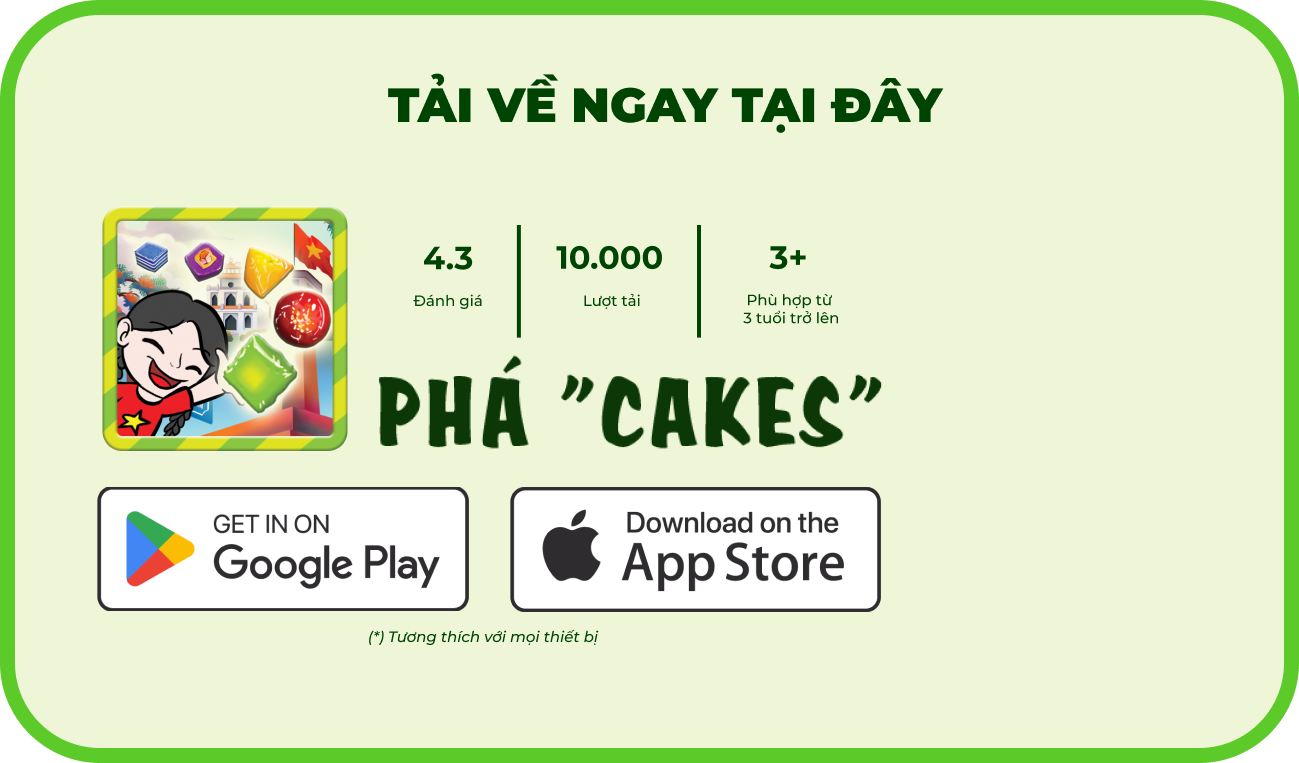 TẢI VỀ NGAY TẠI ĐÂY
4.3
Đánh giá
10.000
Lượt tải
3+
Phù hợp từ
3 tuổi trở lên
PHÁ "CAKES"
GET IN ON
Google Play
Download on the
App Store
(*) Tương thích với mọi thiết bị